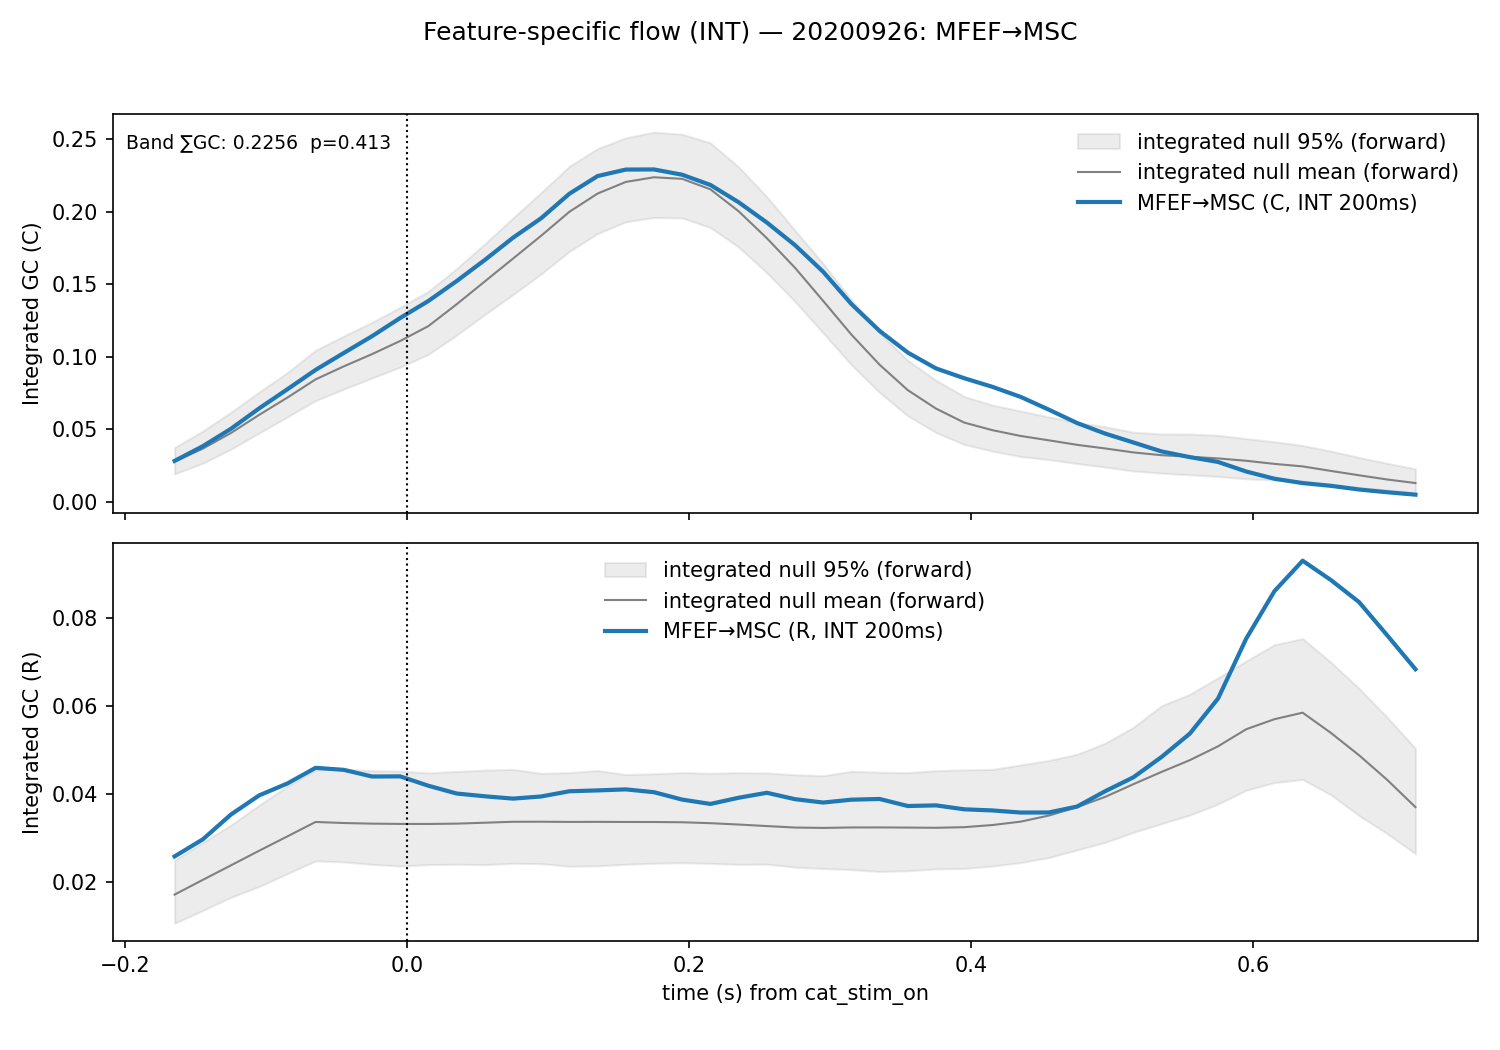 Feature-specific flow (INT) — 20200926: MFEF→MSC
Band ∑GC: 0.2256  p=0.413
integrated null 95% (forward)
integrated null mean (forward)
MFEF→MSC (C, INT 200ms)
Integrated GC (C)
0.25
0.20
0.15
0.10
0.05
0.00
integrated null 95% (forward)
integrated null mean (forward)
MFEF→MSC (R, INT 200ms)
Integrated GC (R)
0.08
0.06
0.04
0.02
−0.2 0.0 0.2 0.4 0.6
time (s) from cat_stim_on